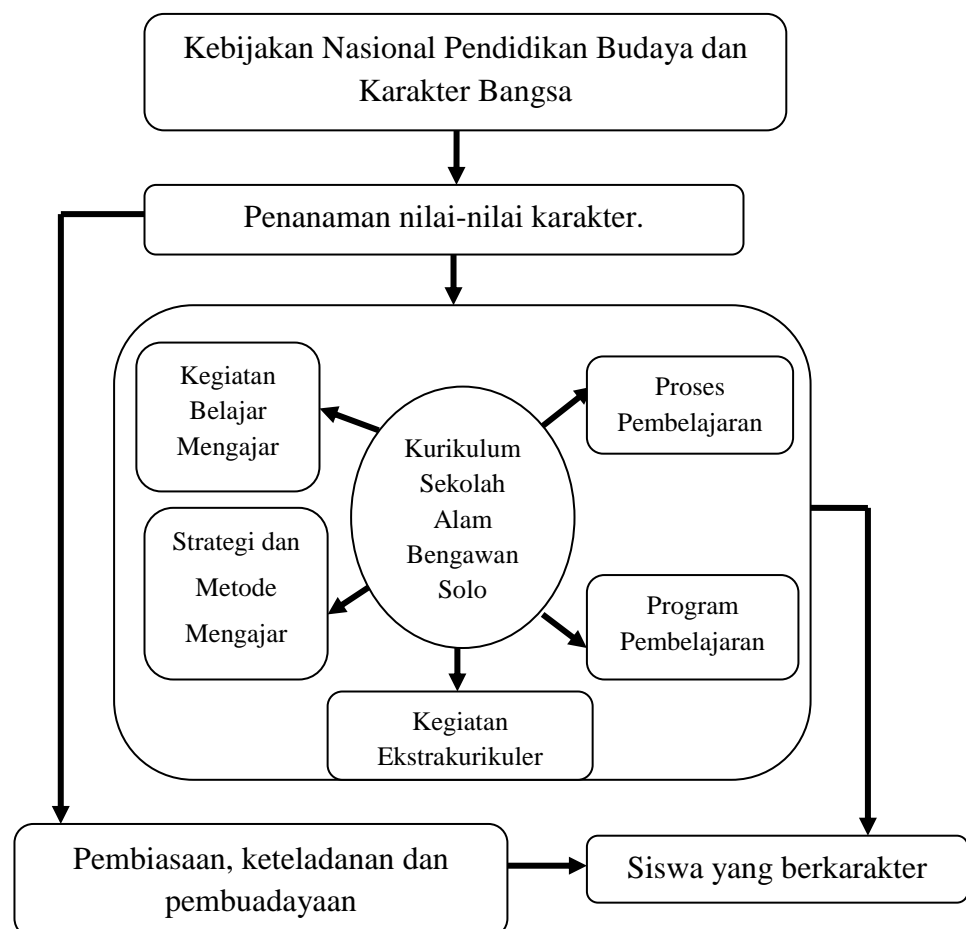 Kebijakan Nasional Pendidikan Budaya dan
Karakter Bangsa
Penanaman nilai-nilai karakter.
Kegiatan
Belajar
Mengajar
Proses
Pembelajaran
Kurikulum
Sekolah
Alam
Bengawan
Solo
Strategi dan
Metode
Mengajar
Program
Pembelajaran
Kegiatan
Ekstrakurikuler
Pembiasaan, keteladanan dan
pembuadayaan
Siswa yang berkarakter